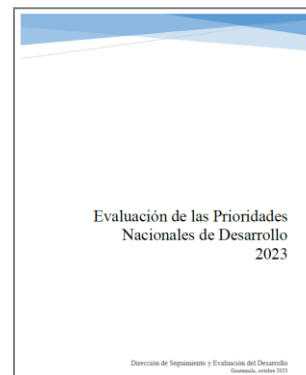 Evaluación de las Prioridades
Nacionales de Desarrollo
2023
Dirección de Seguimiento y Evaluación del Desarrollo
Guatemala, octubre 2023